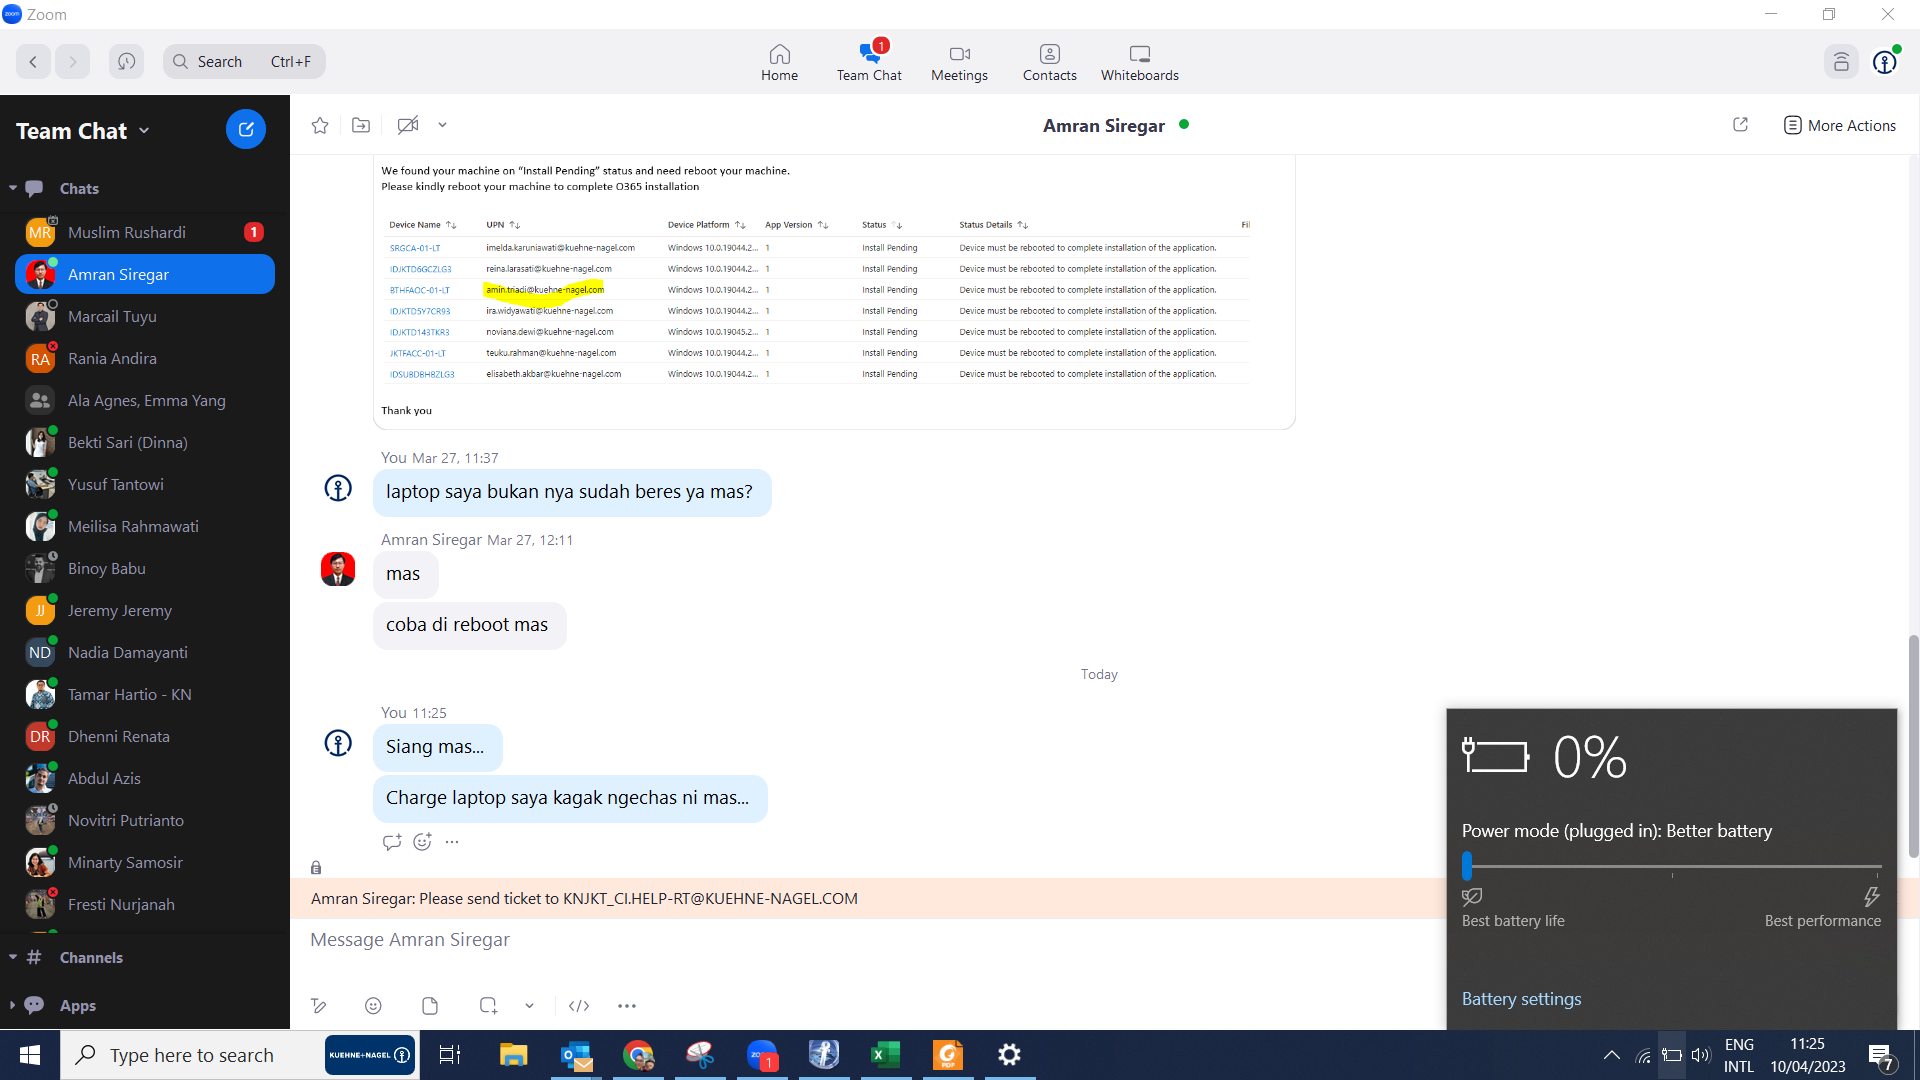 Zoom
Search Ctrl+F
Home
Team Chat 1
Meetings
Contacts
Whiteboards
Team Chat
Chats
MR Muslim Rushardi 1
Amran Siregar
Marcail Tuyu
RA Rania Andira
Ala Agnes, Emma Yang
Bekti Sari (Dinna)
Yusuf Tantowi
Meilisa Rahmawati
Binoy Babu
JJ Jeremy Jeremy
ND Nadia Damayanti
Tamar Hartio - KN
DR Dhenni Renata
Abdul Azis
Novitri Putrianto
Minarty Samosir
Fresti Nurjanah
Channels
Apps
Amran Siregar
More Actions
We found your machine on “Install Pending” status and need reboot your machine.
Please kindly reboot your machine to complete O365 installation
Device Name UPN Device Platform App Version Status Status Details Fil
SRGCA-01-LT imelda.karuniawati@kuehne-nagel.com Windows 10.0.19044.2... 1 Install Pending Device must be rebooted to complete installation of the application.
IDJKTD6GCZLG3 reina.larasati@kuehne-nagel.com Windows 10.0.19044.2... 1 Install Pending Device must be rebooted to complete installation of the application.
BTHFAOC-01-LT amin.triadi@kuehne-nagel.com Windows 10.0.19044.2... 1 Install Pending Device must be rebooted to complete installation of the application.
IDJKTD5Y7CR93 ira.widyawati@kuehne-nagel.com Windows 10.0.19044.2... 1 Install Pending Device must be rebooted to complete installation of the application.
IDJKTD143TKR3 noviana.dewi@kuehne-nagel.com Windows 10.0.19045.2... 1 Install Pending Device must be rebooted to complete installation of the application.
JKTFACC-01-LT teuku.rahman@kuehne-nagel.com Windows 10.0.19044.2... 1 Install Pending Device must be rebooted to complete installation of the application.
IDSUBDBHBZLG3 elisabeth.akbar@kuehne-nagel.com Windows 10.0.19044.2... 1 Install Pending Device must be rebooted to complete installation of the application.
Thank you
You Mar 27, 11:37
laptop saya bukan nya sudah beres ya mas?
Amran Siregar Mar 27, 12:11
mas
coba di reboot mas
Today
You 11:25
Siang mas...
Charge laptop saya kagak ngechas ni mas...
Amran Siregar: Please send ticket to KNJKT_CI.HELP-RT@KUEHNE-NAGEL.COM
Message Amran Siregar
0%
Power mode (plugged in): Better battery
Best battery life Best performance
Battery settings
Type here to search
KUEHNE+NAGEL
1
PDF
ENG
INTL
11:25
10/04/2023
7